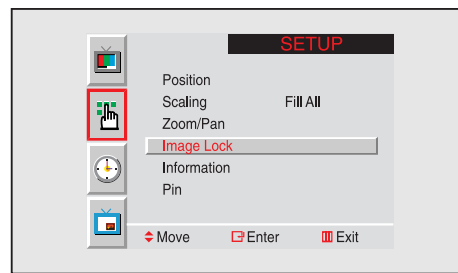 SETUP
Position
Scaling Fill All
Zoom/Pan
Image Lock
Information
Pin
Move Enter Exit